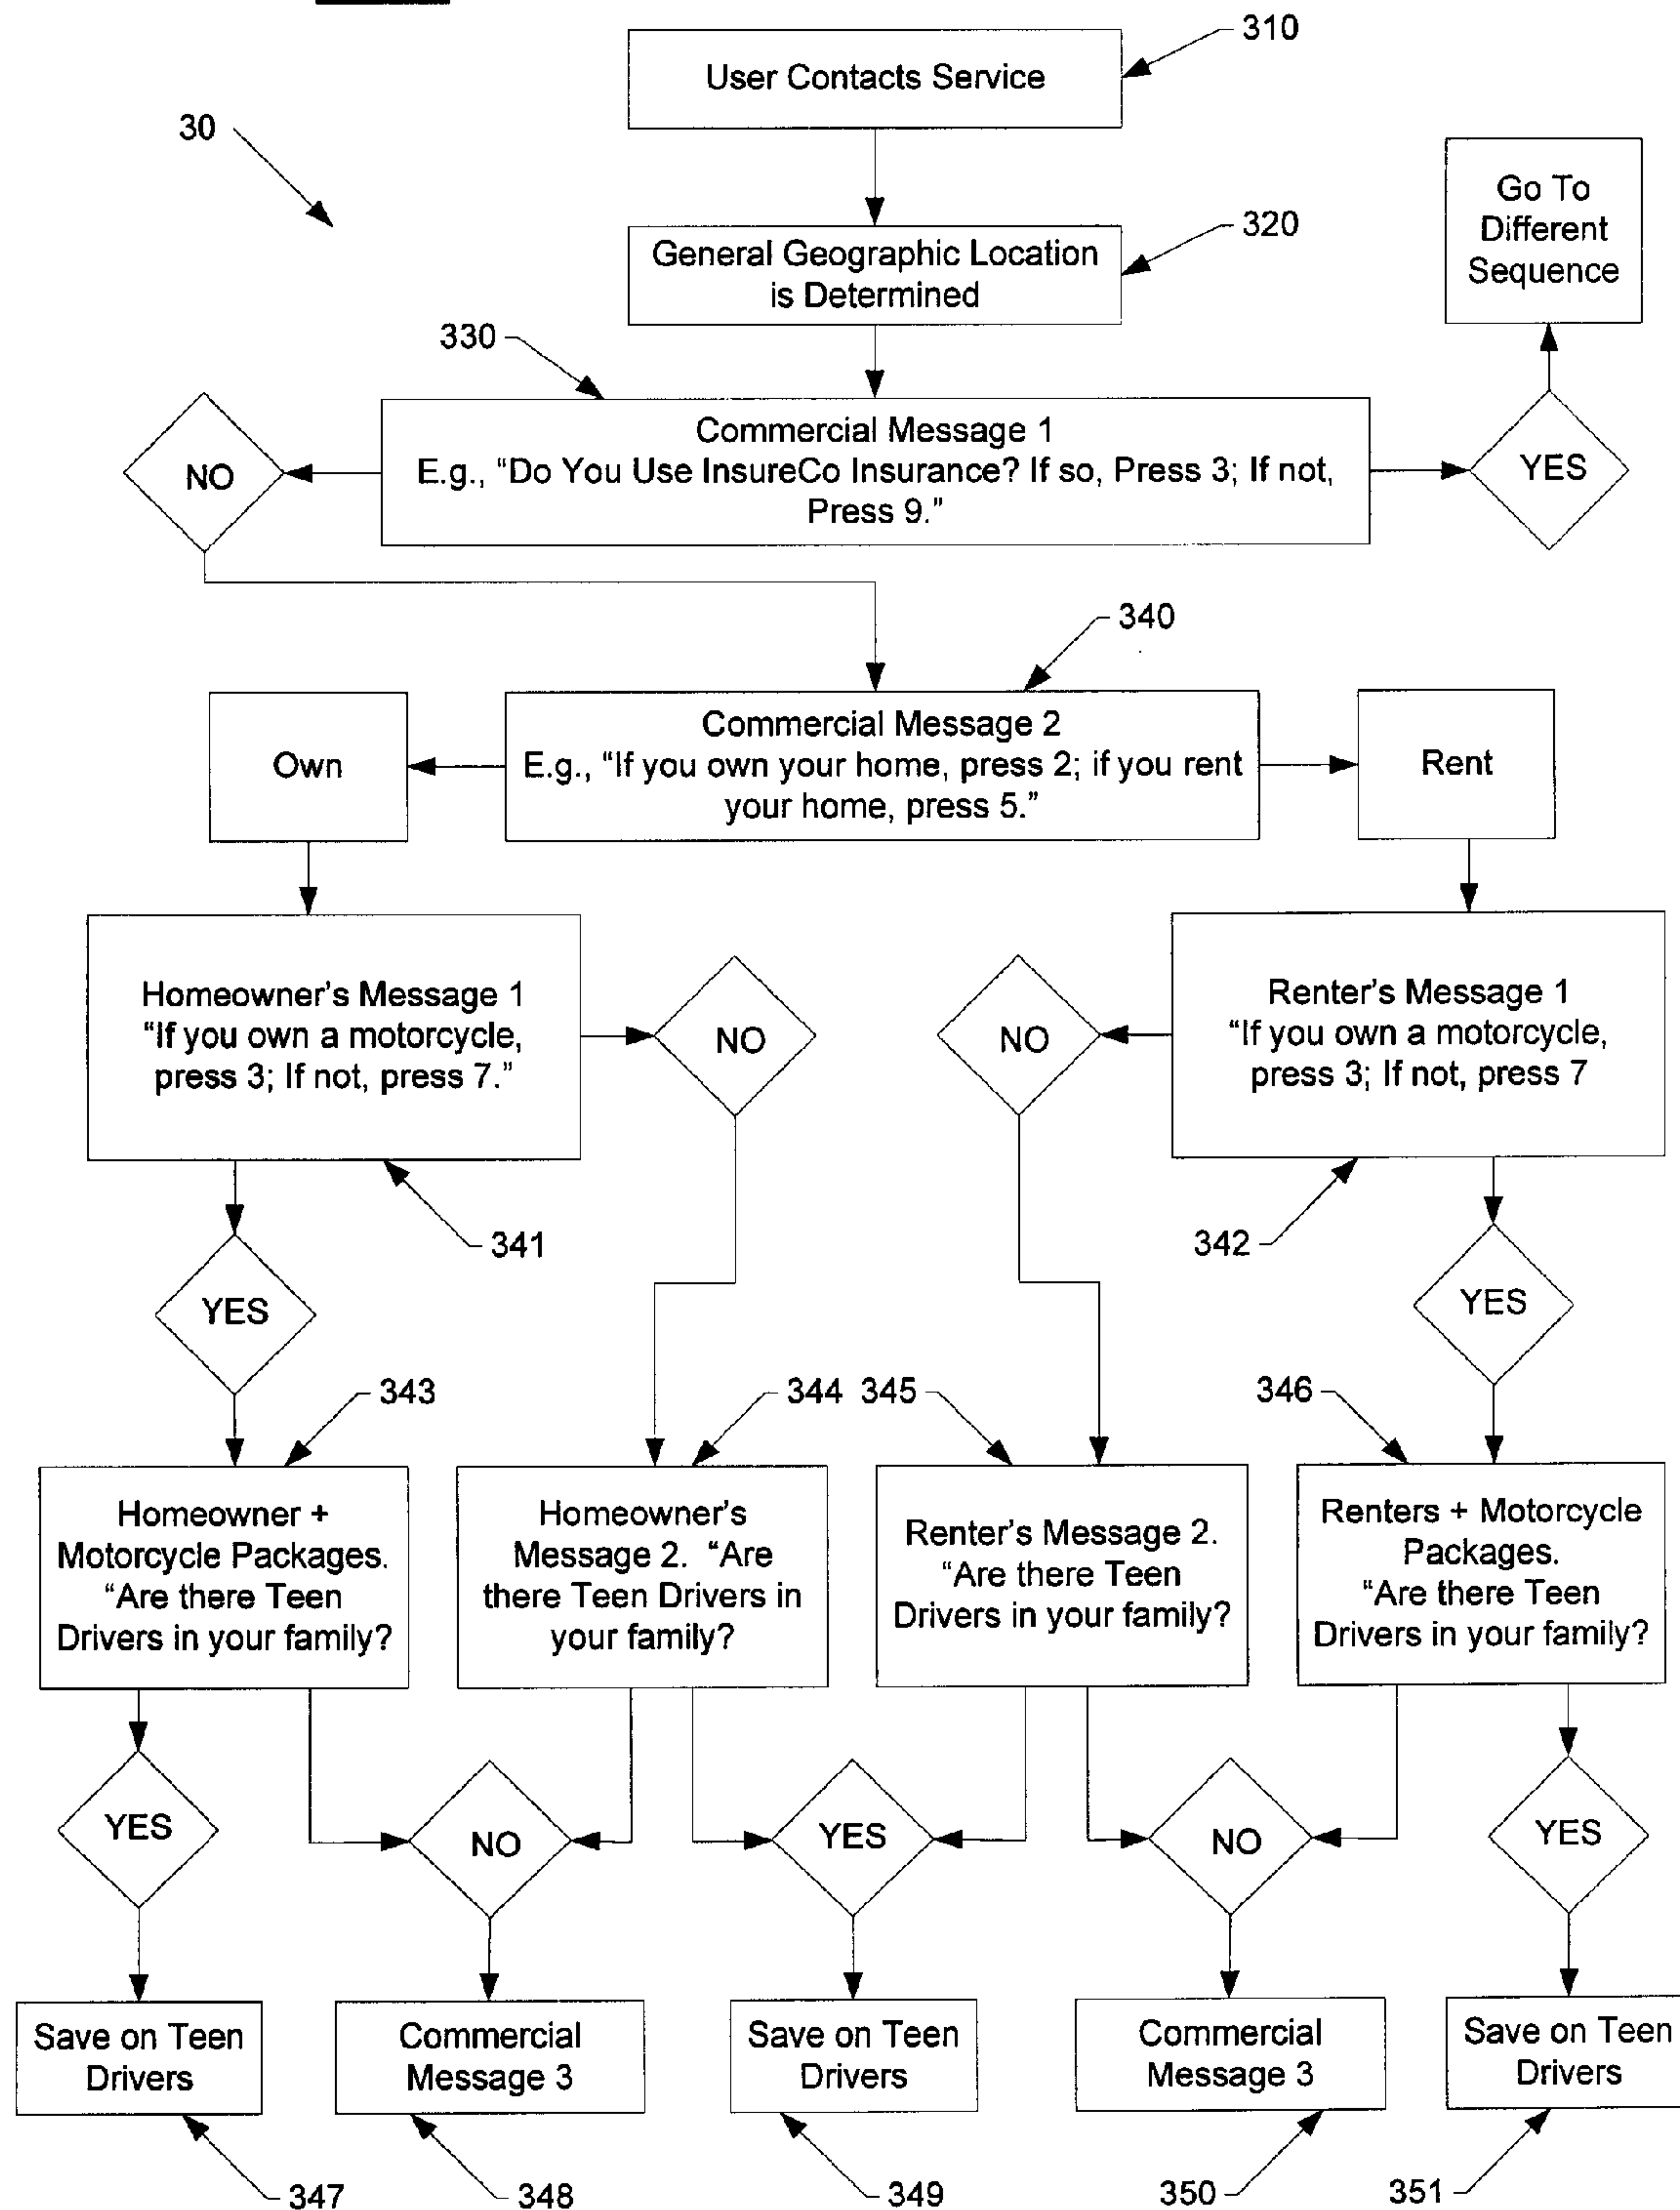 310
User Contacts Service
30
Go To
Different
Sequence
320
General Geographic Location
is Determined
330
Commercial Message 1
E.g., “Do You Use InsureCo Insurance? If so, Press 3; If not,
Press 9.”
NO
YES
340
Commercial Message 2
E.g., “If you own your home, press 2; if you rent
your home, press 5.”
Own
Rent
Homeowner’s Message 1
“If you own a motorcycle,
press 3; If not, press 7.”
NO
NO
Renter’s Message 1
“If you own a motorcycle,
press 3; If not, press 7
341
342
YES
YES
343
344
345
346
Homeowner +
Motorcycle Packages.
“Are there Teen
Drivers in your family?
Homeowner’s
Message 2. “Are
there Teen Drivers in
your family?
Renter’s Message 2.
“Are there Teen
Drivers in your family?
Renters + Motorcycle
Packages.
“Are there Teen
Drivers in your family?
YES
NO
YES
NO
YES
Save on Teen
Drivers
Commercial
Message 3
Save on Teen
Drivers
Commercial
Message 3
Save on Teen
Drivers
347
348
349
350
351